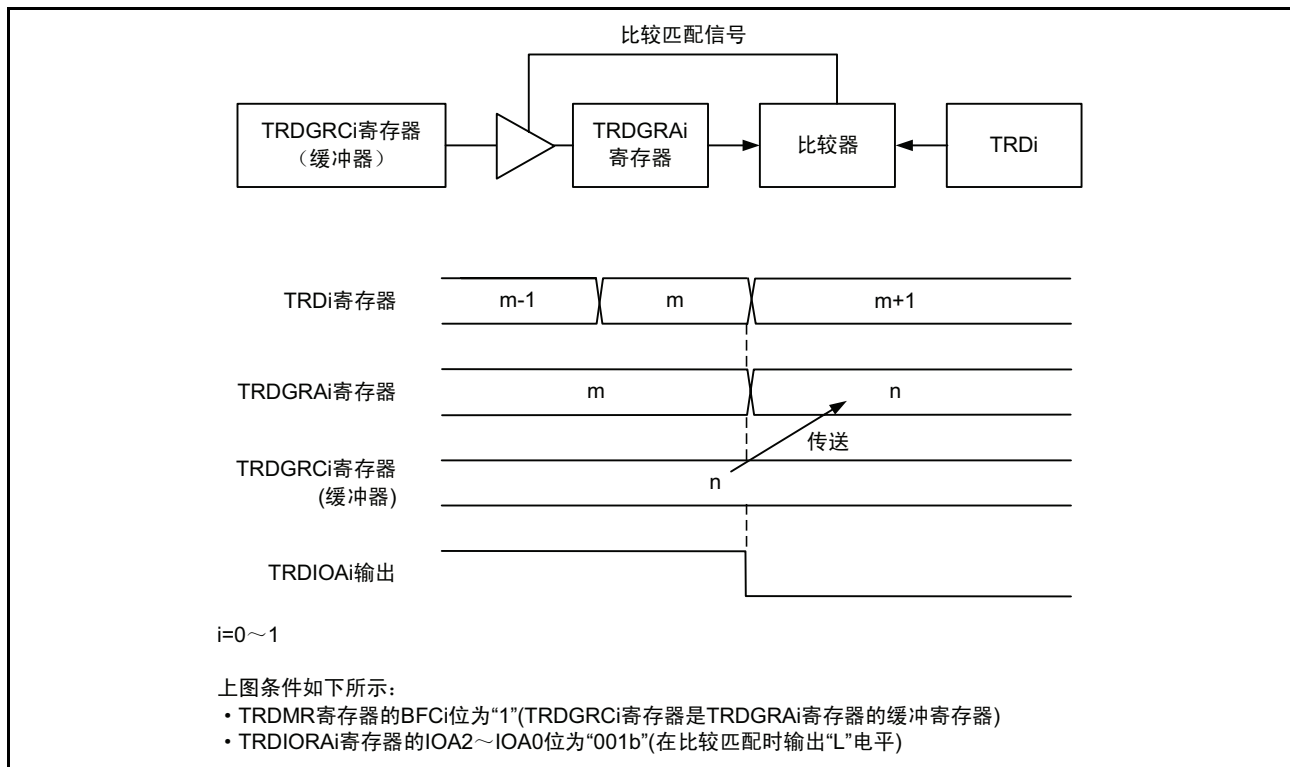 比较匹配信号
TRDGRCi寄存器
（缓冲器）
TRDGRAi
寄存器
比较器
TRDi
TRDi寄存器
m-1
m
m+1
TRDGRAi寄存器
m
n
传送
TRDGRCi寄存器
(缓冲器)
n
TRDIOAi输出
i=0～1
上图条件如下所示：
• TRDMR寄存器的BFCi位为“1”(TRDGRCi寄存器是TRDGRAi寄存器的缓冲寄存器)
• TRDIORAi寄存器的IOA2～IOA0位为“001b”(在比较匹配时输出“L”电平)